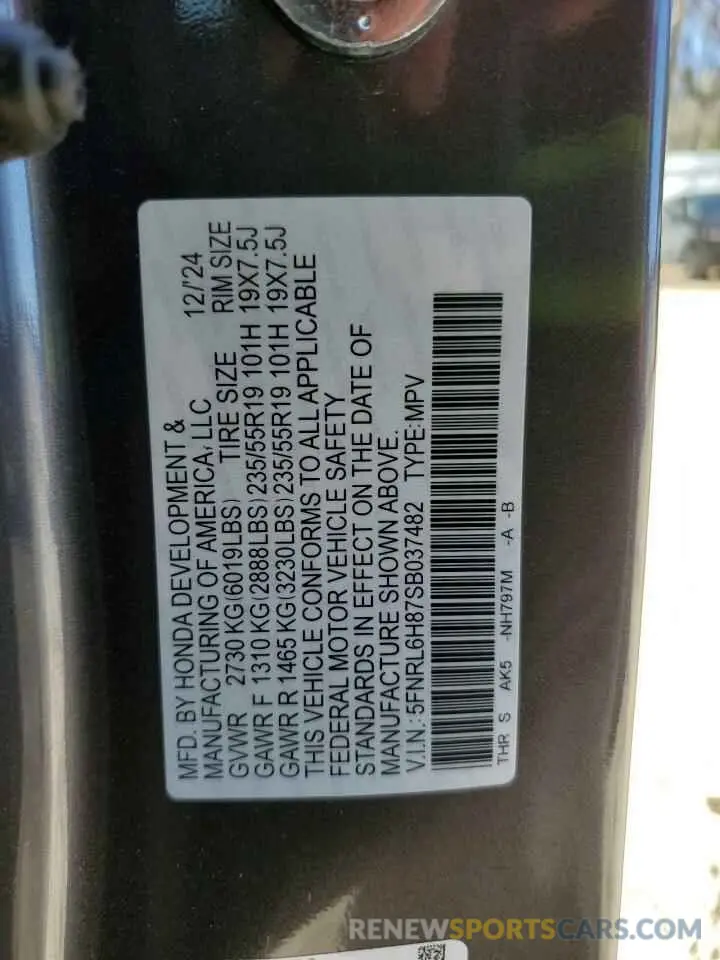 MFD. BY HONDA DEVELOPMENT &
MANUFACTURING OF AMERICA, LLC 12/'24
GVWR 2730 KG(6019LBS) TIRE SIZE RIM SIZE
GAWR F 1310 KG(2888LBS)235/55R19 101H 19X7.5J
GAWR R 1465 KG(3230LBS)235/55R19 101H 19X7.5J
THIS VEHICLE CONFORMS TO ALL APPLICABLE
FEDERAL MOTOR VEHICLE SAFETY
STANDARDS IN EFFECT ON THE DATE OF
MANUFACTURE SHOWN ABOVE.
V.I.N.: 5FNRL6H87SB037482 TYPE:MPV
THR S AK5 -NH797M -A -B
RENEWSPORTSCARS.COM